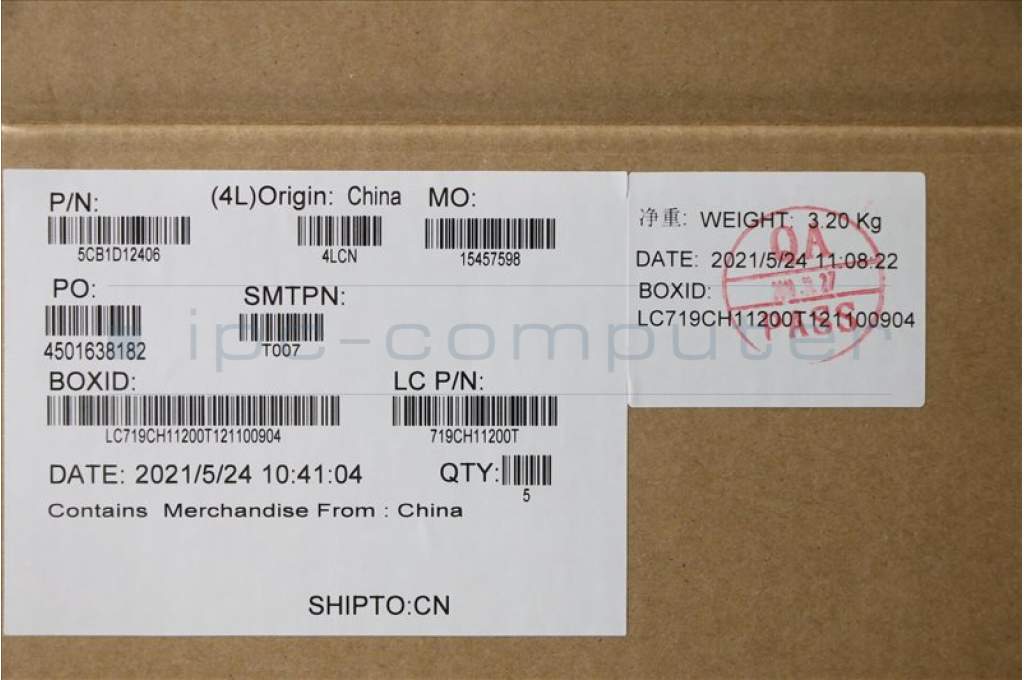 P/N: (4L)Origin: China MO:
5CB1D12406 4LCN 15457598
PO: SMTPN:
4501638182 T007
BOXID: LC P/N:
LC719CH11200T121100904 719CH11200T
DATE: 2021/5/24 10:41:04 QTY:
5
Contains Merchandise From : China
SHIPTO:CN
净重: WEIGHT: 3.20 Kg
DATE: 2021/5/24 11:08:22
BOXID:
LC719CH11200T121100904
QA
PASS
ipc-computer